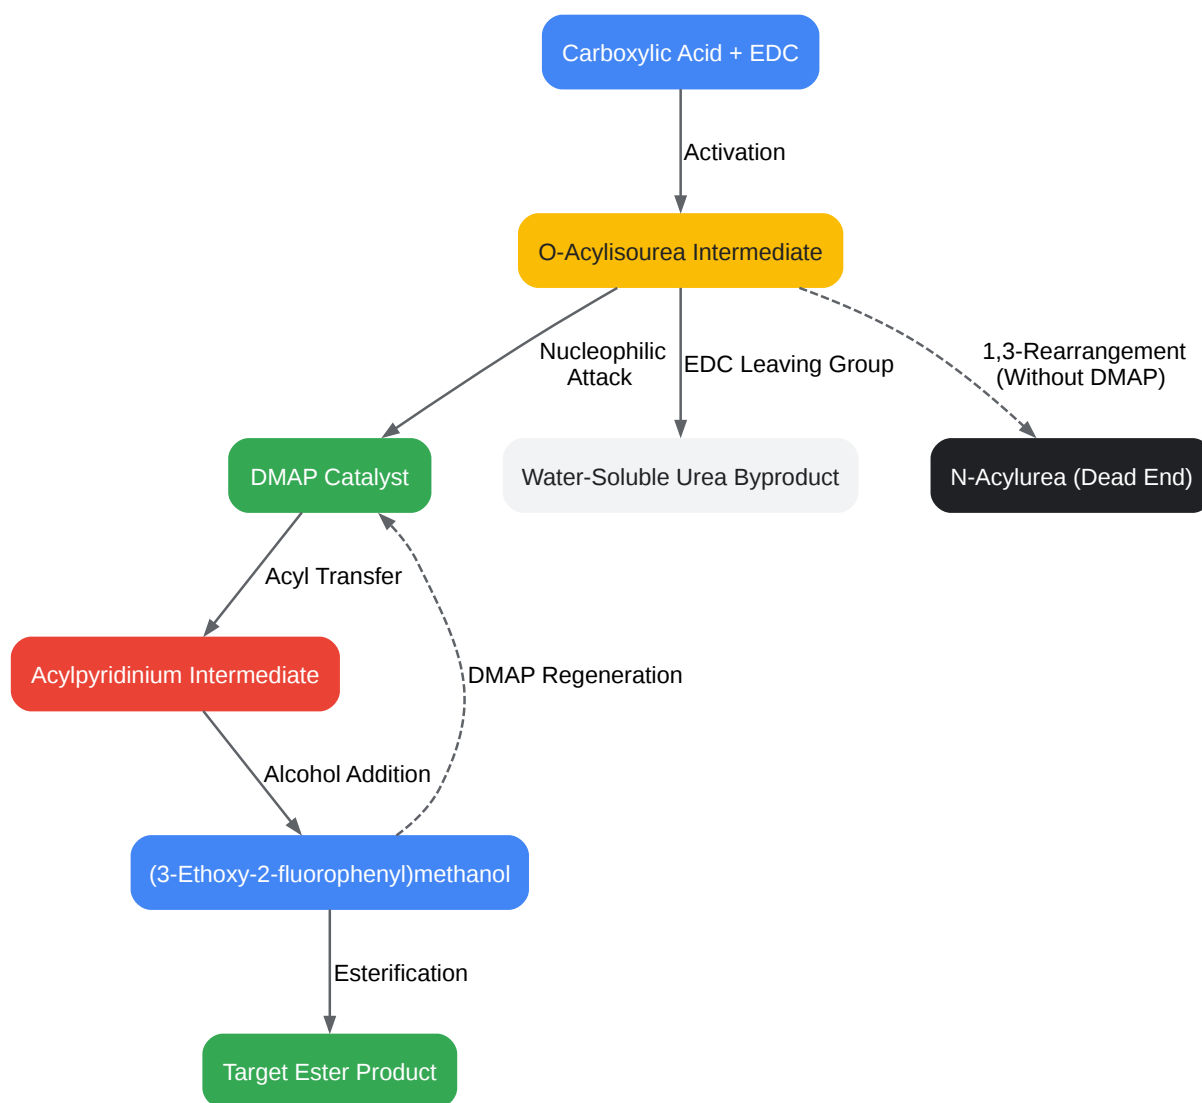 Carboxylic Acid + EDC
Activation
O-Acylisourea Intermediate
Nucleophilic
Attack
EDC Leaving Group
1,3-Rearrangement
(Without DMAP)
DMAP Catalyst
Water-Soluble Urea Byproduct
N-Acylurea (Dead End)
Acyl Transfer
Acylpyridinium Intermediate
DMAP Regeneration
Alcohol Addition
(3-Ethoxy-2-fluorophenyl)methanol
Esterification
Target Ester Product